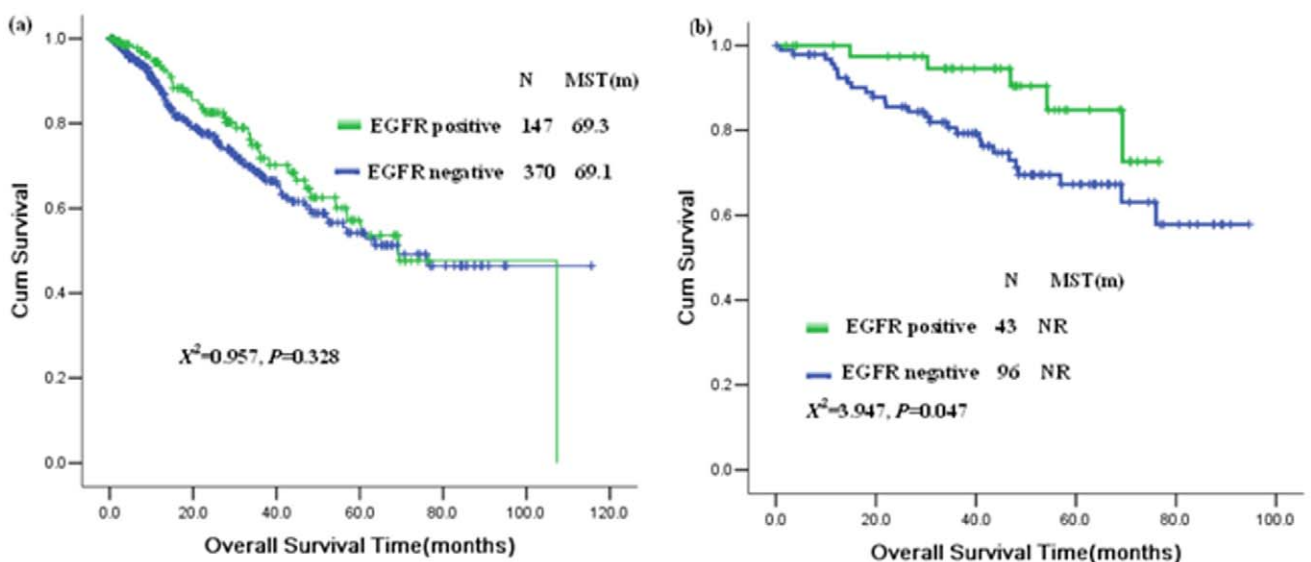 (a)
N MST(m)
EGFR positive 147 69.3
EGFR negative 370 69.1
X²=0.957, P=0.328
Cum Survival
1.0
0.8
0.6
0.4
0.2
0.0
0.0 20.0 40.0 60.0 80.0 100.0 120.0
Overall Survival Time(months)
(b)
Cum Survival
1.0
0.8
0.6
0.4
0.2
0.0
N MST(m)
EGFR positive 43 NR
EGFR negative 96 NR
X²=3.947, P=0.047
0.0 20.0 40.0 60.0 80.0 100.0
Overall Survival Time(months)